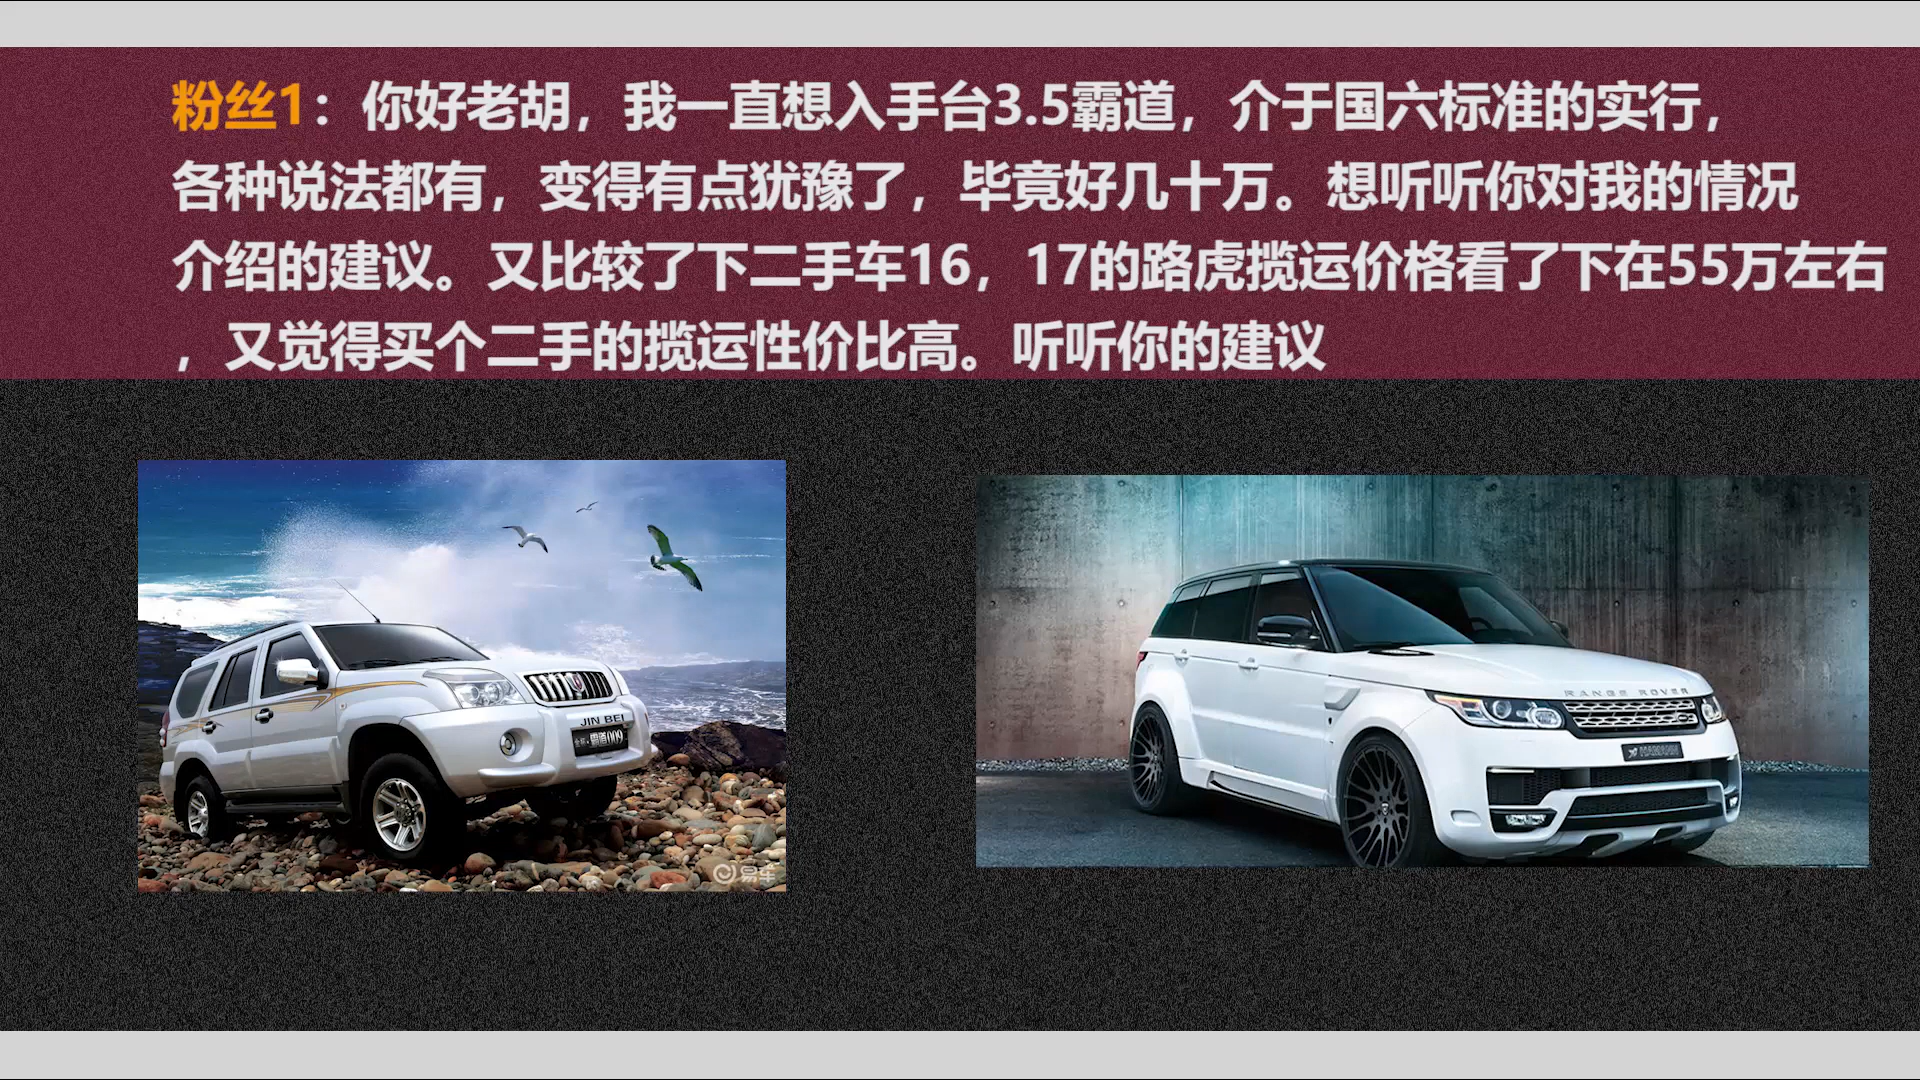 粉丝1：你好老胡，我一直想入手台3.5霸道，介于国六标准的实行，
各种说法都有，变得有点犹豫了，毕竟好几十万。想听听你对我的情况
介绍的建议。又比较了下二手车16，17的路虎揽运价格看了下在55万左右
，又觉得买个二手的揽运性价比高。听听你的建议
JIN BEI
金杯·霸道009
易车
RANGE ROVER
HAMANN